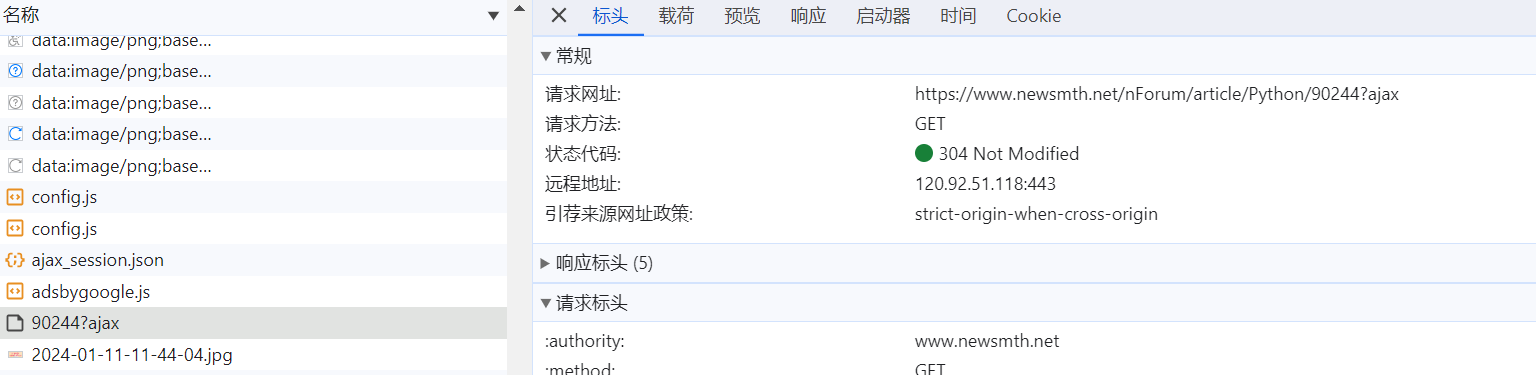 名称
data:image/png;base...
data:image/png;base...
data:image/png;base...
data:image/png;base...
data:image/png;base...
config.js
config.js
ajax_session.json
adsbygoogle.js
90244?ajax
2024-01-11-11-44-04.jpg
标头 载荷 预览 响应 启动器 时间 Cookie
常规
请求网址: https://www.newsmth.net/nForum/article/Python/90244?ajax
请求方法: GET
状态代码: 304 Not Modified
远程地址: 120.92.51.118:443
引荐来源网址政策: strict-origin-when-cross-origin
响应标头 (5)
请求标头
:authority: www.newsmth.net
:method: GET